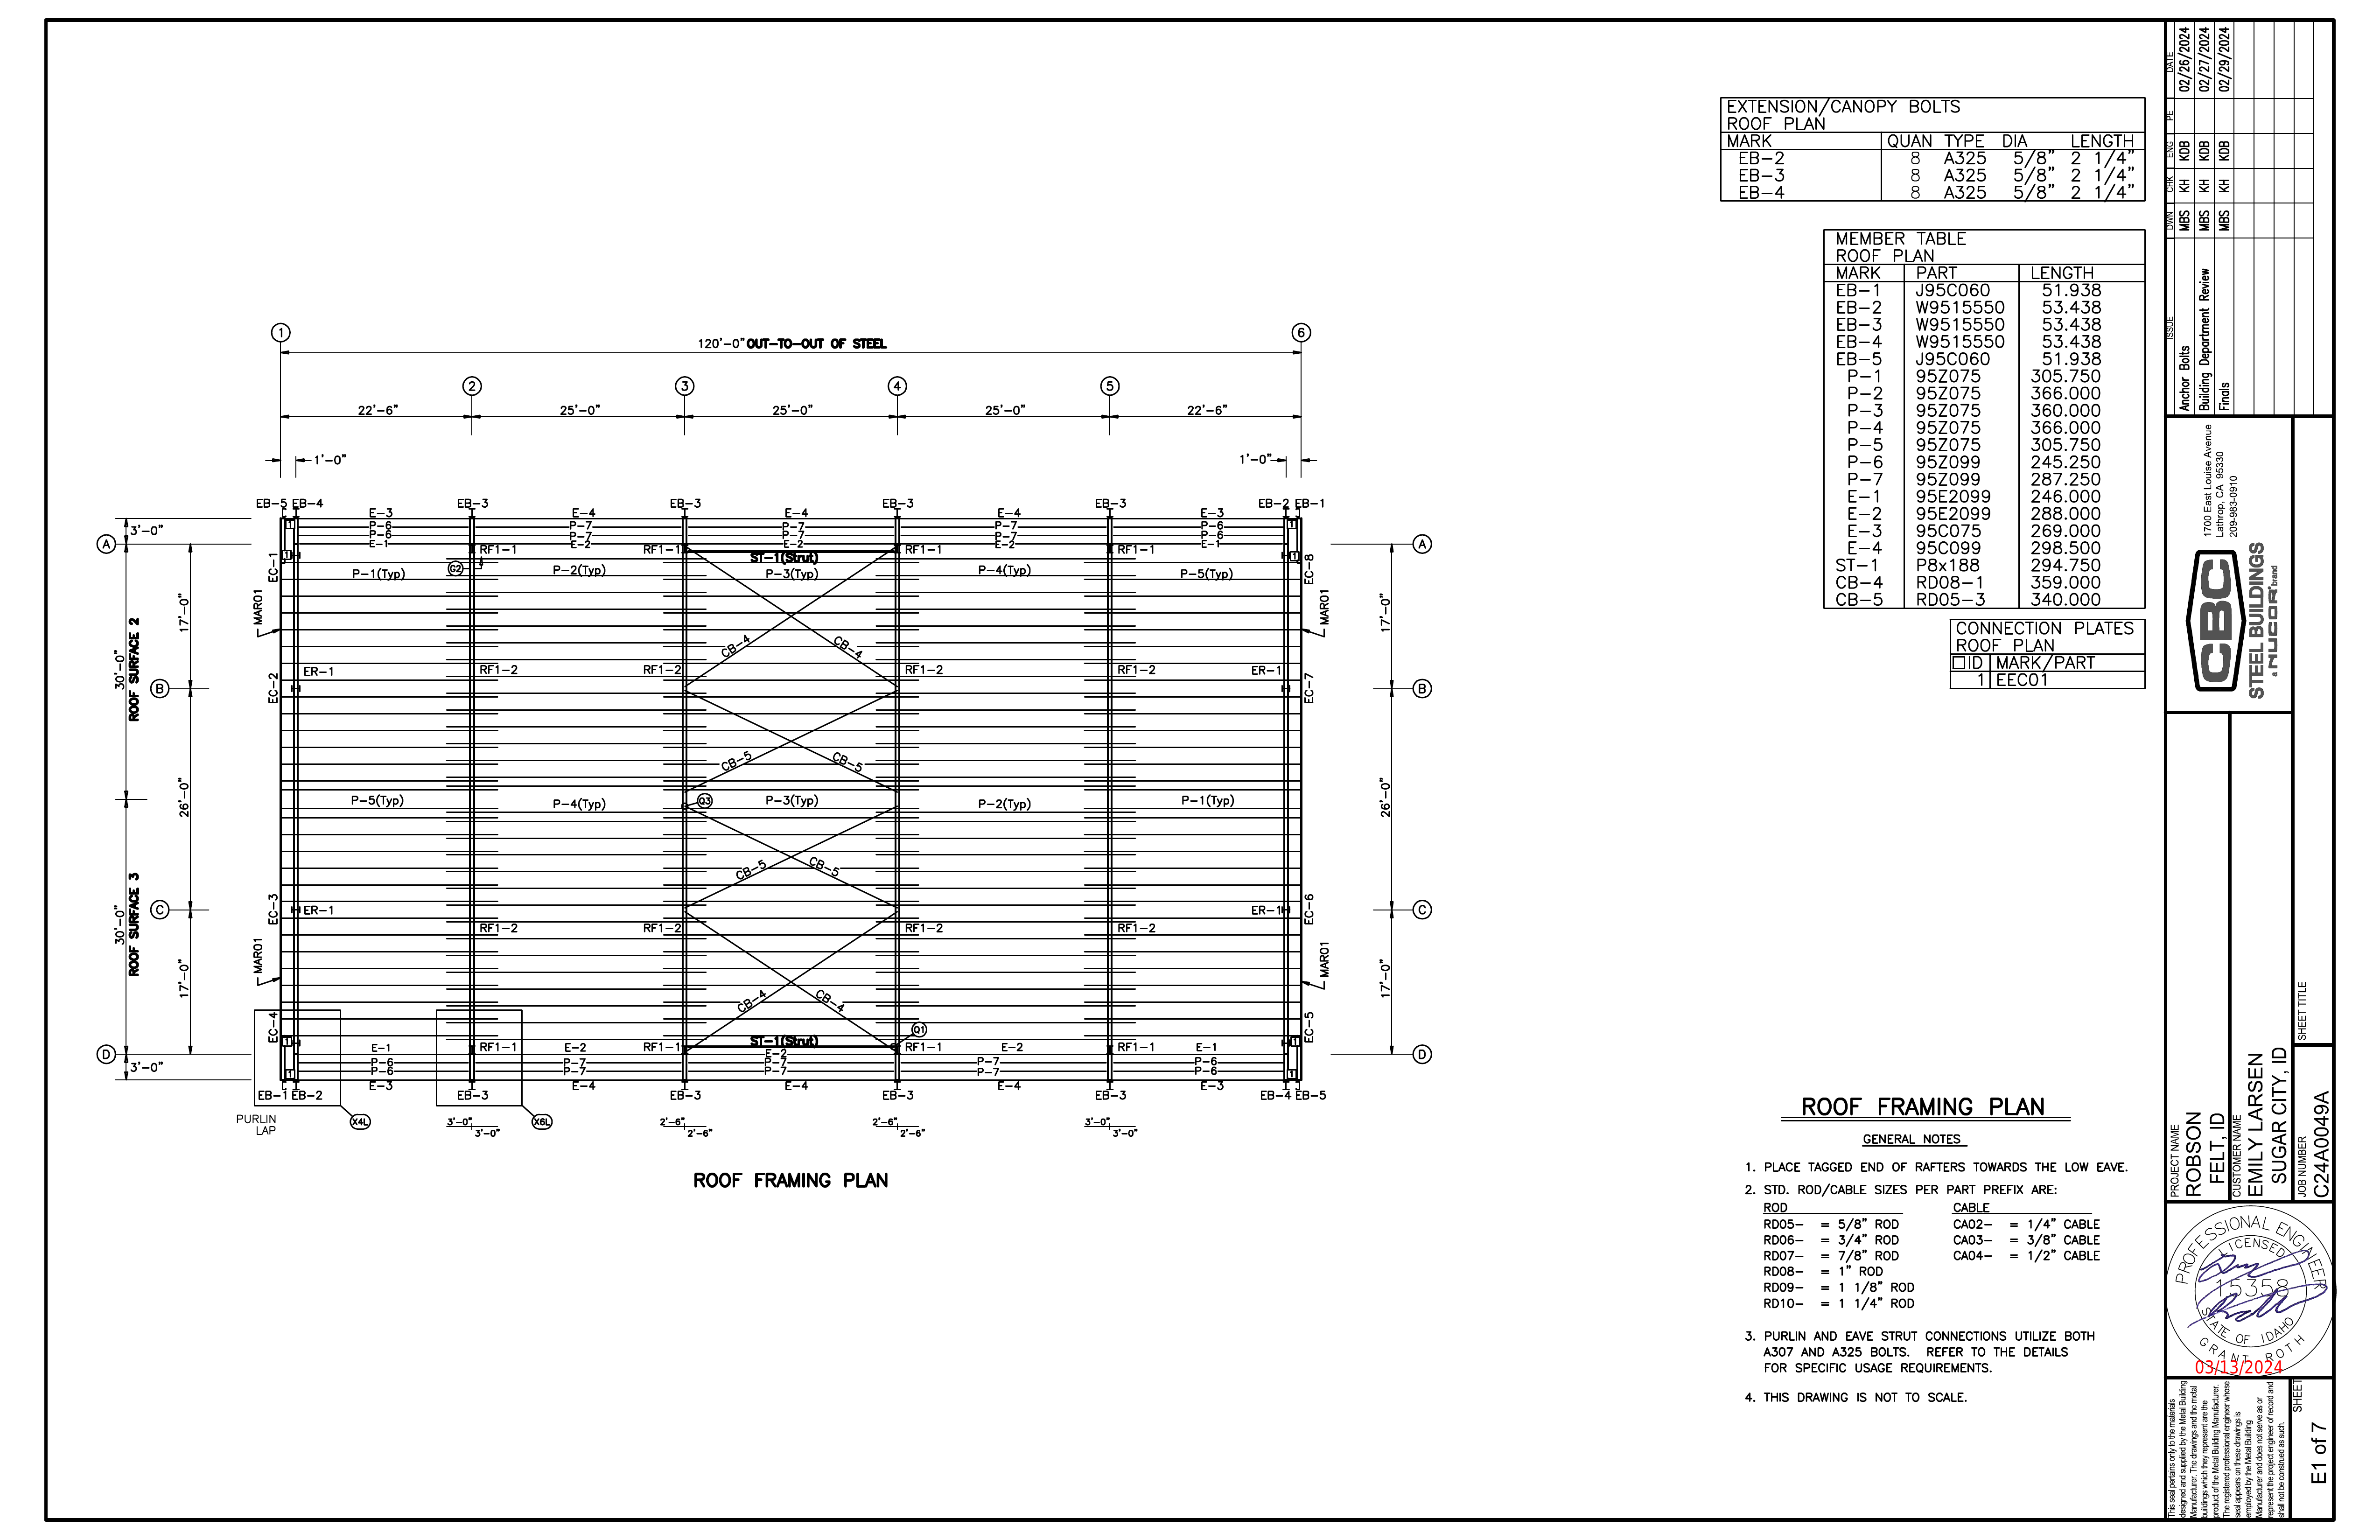 EXTENSION/CANOPY BOLTS
ROOF PLAN
MARK QUAN TYPE DIA LENGTH
EB-2 8 A325 5/8" 2 1/4"
EB-3 8 A325 5/8" 2 1/4"
EB-4 8 A325 5/8" 2 1/4"
MEMBER TABLE
ROOF PLAN
MARK PART LENGTH
EB-1 J95C060 51.938
EB-2 W9515550 53.438
EB-3 W9515550 53.438
EB-4 W9515550 53.438
EB-5 J95C060 51.938
P-1 95Z075 305.750
P-2 95Z075 366.000
P-3 95Z075 360.000
P-4 95Z075 366.000
P-5 95Z075 305.750
P-6 95Z099 245.250
P-7 95Z099 287.250
E-1 95E2099 246.000
E-2 95E2099 288.000
E-3 95C075 269.000
E-4 95C099 298.500
ST-1 P8x188 294.750
CB-4 RD08-1 359.000
CB-5 RD05-3 340.000
CONNECTION PLATES
ROOF PLAN
ID MARK/PART
1 EEC01
1 6
120'-0" OUT-TO-OUT OF STEEL
2 3 4 5
22'-6" 25'-0" 25'-0" 25'-0" 22'-6"
1'-0" 1'-0"
EB-5 EB-4 EB-3 EB-3 EB-3 EB-3 EB-2 EB-1
E-3 E-4 E-4 E-4 E-3
P-6 P-7 P-7 P-7 P-6
P-6 P-7 P-7 P-7 P-6
E-1 E-2 E-2 E-2 E-1
1 1
1 1
3'-0"
A A
RF1-1 RF1-1 RF1-1 RF1-1
ST-1(Strut)
G2
EC-1 EC-8
P-1(Typ) P-2(Typ) P-3(Typ) P-4(Typ) P-5(Typ)
MAR01 MAR01
17'-0" 17'-0"
30'-0"
ROOF SURFACE 2
CB-4 CB-4
ER-1 RF1-2 RF1-2 RF1-2 RF1-2 ER-1
EC-2 EC-7
B B
CB-5 CB-5
26'-0" 26'-0"
P-5(Typ) P-4(Typ) Q3 P-3(Typ) P-2(Typ) P-1(Typ)
CB-5 CB-5
30'-0"
ROOF SURFACE 3
EC-3 EC-6
C C
ER-1 ER-1
RF1-2 RF1-2 RF1-2 RF1-2
MAR01 MAR01
17'-0" 17'-0"
CB-4 CB-4
EC-4 EC-5
Q1
ST-1(Strut)
1 1
RF1-1 RF1-1 RF1-1 RF1-1
D D
E-1 E-2 E-2 E-2 E-1
P-6 P-7 P-7 P-7 P-6
P-6 P-7 P-7 P-7 P-6
1 1
3'-0"
E-3 E-4 E-4 E-4 E-3
EB-1 EB-2 EB-3 EB-3 EB-3 EB-3 EB-4 EB-5
PURLIN
LAP
X4L X6L
3'-0" 2'-6" 2'-6" 3'-0"
3'-0" 2'-6" 2'-6" 3'-0"
ROOF FRAMING PLAN
ROOF FRAMING PLAN
GENERAL NOTES
1. PLACE TAGGED END OF RAFTERS TOWARDS THE LOW EAVE.
2. STD. ROD/CABLE SIZES PER PART PREFIX ARE:
ROD CABLE
RD05- = 5/8" ROD CA02- = 1/4" CABLE
RD06- = 3/4" ROD CA03- = 3/8" CABLE
RD07- = 7/8" ROD CA04- = 1/2" CABLE
RD08- = 1" ROD
RD09- = 1 1/8" ROD
RD10- = 1 1/4" ROD
3. PURLIN AND EAVE STRUT CONNECTIONS UTILIZE BOTH
A307 AND A325 BOLTS. REFER TO THE DETAILS
FOR SPECIFIC USAGE REQUIREMENTS.
4. THIS DRAWING IS NOT TO SCALE.
ISSUE DWN CHK ENG PE DATE
Anchor Bolts MBS KH KDB 02/26/2024
Building Department Review MBS KH KDB 02/27/2024
Finals MBS KH KDB 02/29/2024
1700 East Louise Avenue
Lathrop, CA 95330
209-983-0910
CBC
STEEL BUILDINGS
a NUCOR brand
SHEET TITLE
PROJECT NAME
ROBSON
FELT, ID
CUSTOMER NAME
EMILY LARSEN
SUGAR CITY, ID
JOB NUMBER
C24A0049A
PROFESSIONAL ENGINEER
LICENSED
15358
STATE OF IDAHO
GRANT ROTH
03/13/2024
This seal pertains only to the materials
designed and supplied by the Metal Building
Manufacturer. The drawings and the metal
buildings which they represent are the
product of the Metal Building Manufacturer.
The registered professional engineer whose
seal appears on these drawings is
employed by the Metal Building
Manufacturer and does not serve as or
represent the project engineer of record and
shall not be construed as such.
SHEET
E1 of 7